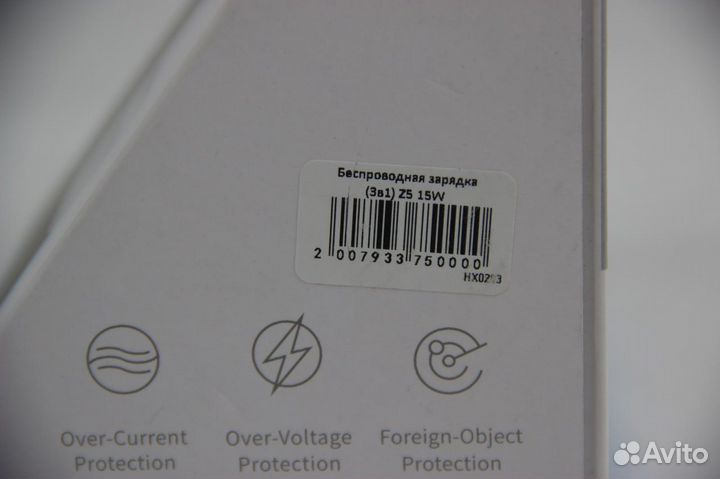 Беспроводная зарядка
(3в1) Z5 15W
2 007933 750000
Over-Current
Protection
Over-Voltage
Protection
Foreign-Object
Protection
Avito